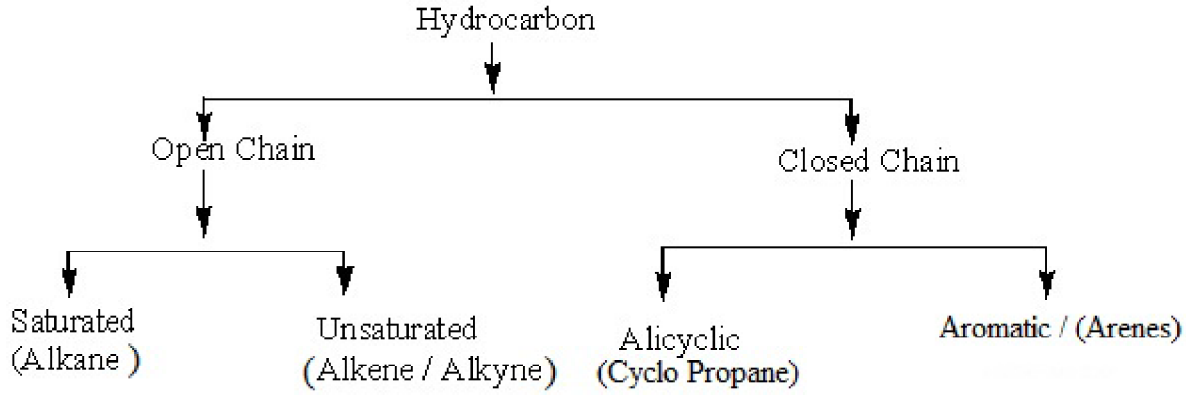 Hydrocarbon
Open Chain
Closed Chain
Saturated
(Alkane )
Unsaturated
(Alkene / Alkyne)
Alicyclic
(Cyclo Propane)
Aromatic / (Arenes)